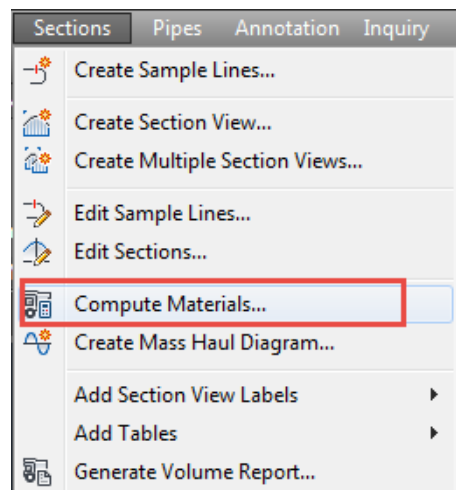 Sections Pipes Annotation Inquiry
Create Sample Lines...
Create Section View...
Create Multiple Section Views...
Edit Sample Lines...
Edit Sections...
Compute Materials...
Create Mass Haul Diagram...
Add Section View Labels
Add Tables
Generate Volume Report...